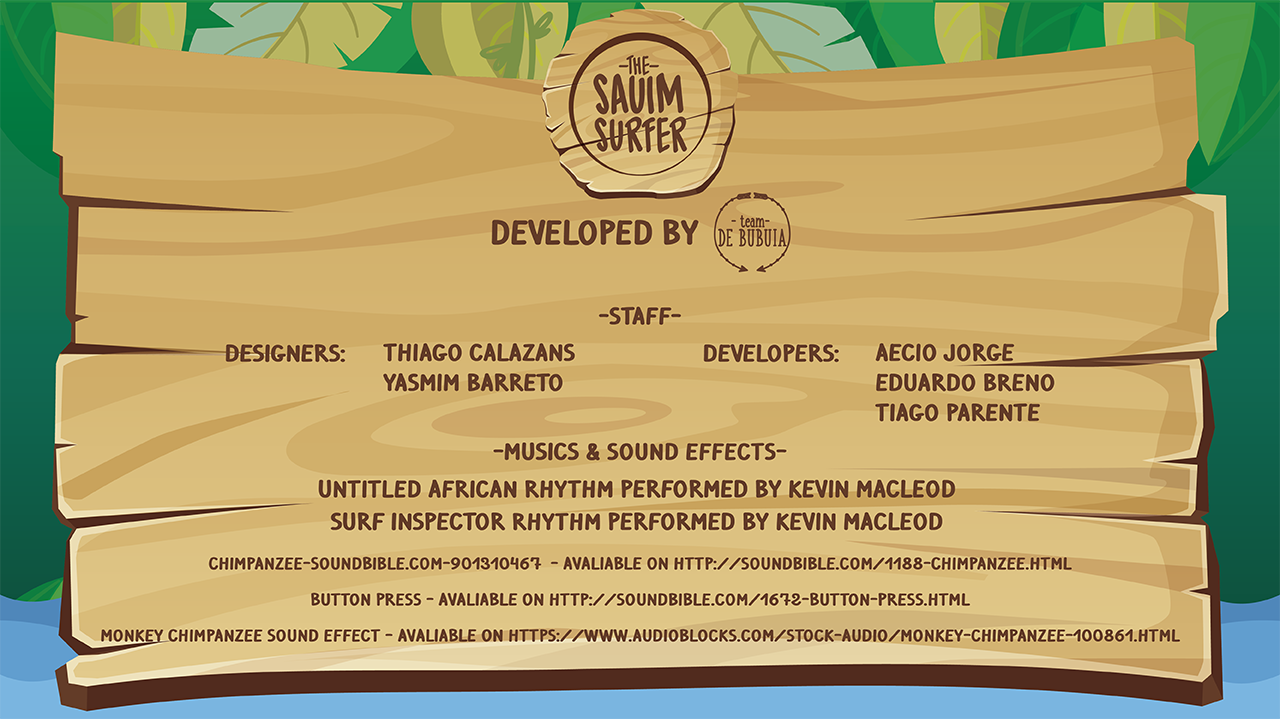 -THE-
SAUIM
SURFER
DEVELOPED BY
-team-
DE BUBUIA
-STAFF-
DESIGNERS: THIAGO CALAZANS DEVELOPERS: AECIO JORGE
YASMIM BARRETO EDUARDO BRENO
TIAGO PARENTE
-MUSICS & SOUND EFFECTS-
UNTITLED AFRICAN RHYTHM PERFORMED BY KEVIN MACLEOD
SURF INSPECTOR RHYTHM PERFORMED BY KEVIN MACLEOD
CHIMPANZEE-SOUNDBIBLE.COM-901310467 - AVALIABLE ON HTTP://SOUNDBIBLE.COM/1188-CHIMPANZEE.HTML
BUTTON PRESS - AVALIABLE ON HTTP://SOUNDBIBLE.COM/1672-BUTTON-PRESS.HTML
MONKEY CHIMPANZEE SOUND EFFECT - AVALIABLE ON HTTPS://WWW.AUDIOBLOCKS.COM/STOCK-AUDIO/MONKEY-CHIMPANZEE-100861.HTML